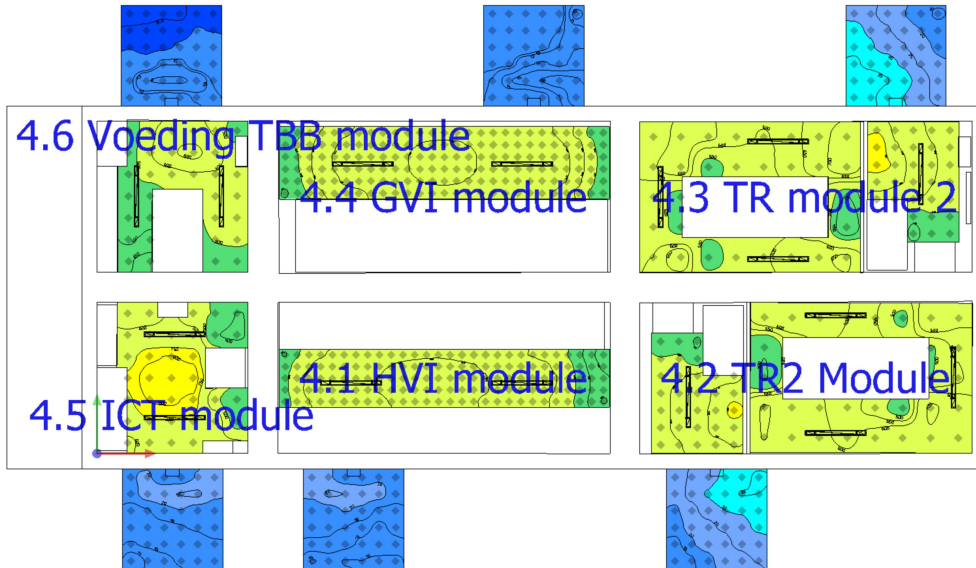 4.6 Voeding TBB module
4.4 GVI module
4.3 TR module 2
4.1 HVI module
4.2 TR2 Module
4.5 ICT module